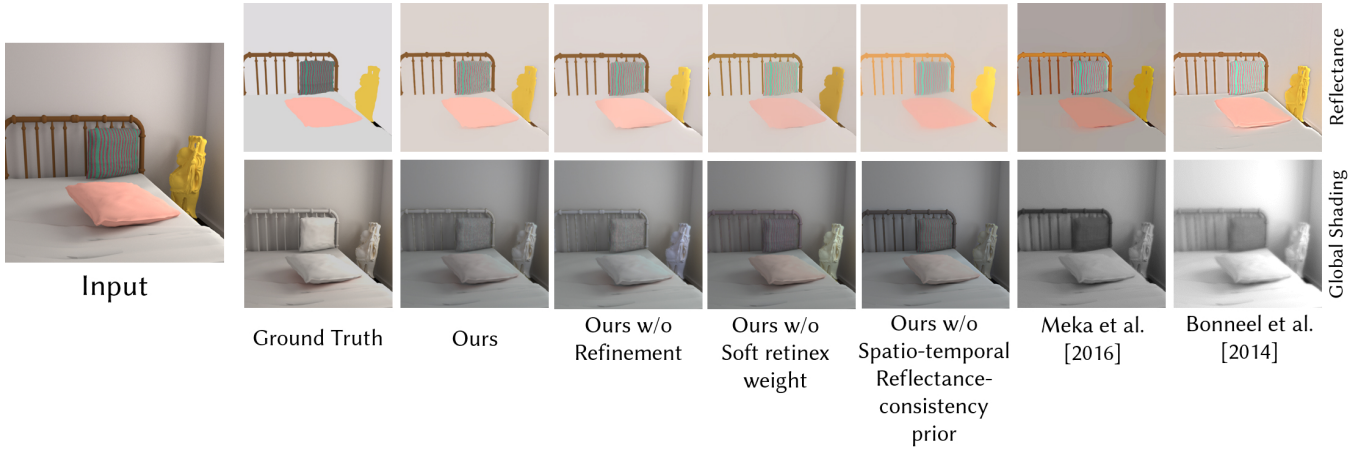 Reflectance
Input
Global Shading
Ground Truth
Ours
Ours w/o
Refinement
Ours w/o
Soft retinex
weight
Ours w/o
Spatio-temporal
Reflectance-
consistency
prior
Meka et al.
[2016]
Bonneel et al.
[2014]